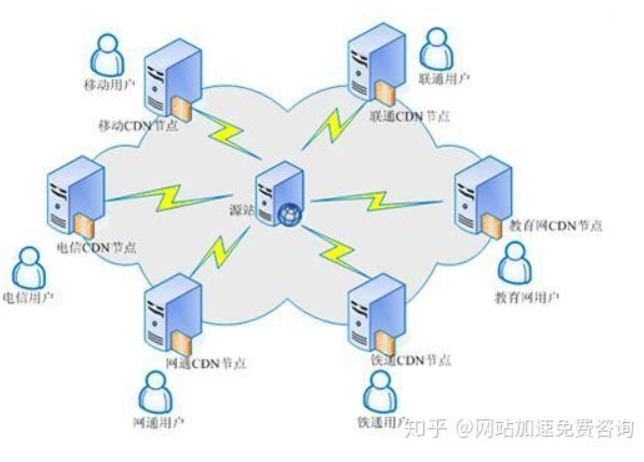 移动用户
联通用户
移动CDN节点
联通CDN节点
源站
教育网CDN节点
电信CDN节点
电信用户
教育网用户
网通CDN节点
铁通CDN节点
网通用户
铁通用户
知乎 @网站加速免费咨询